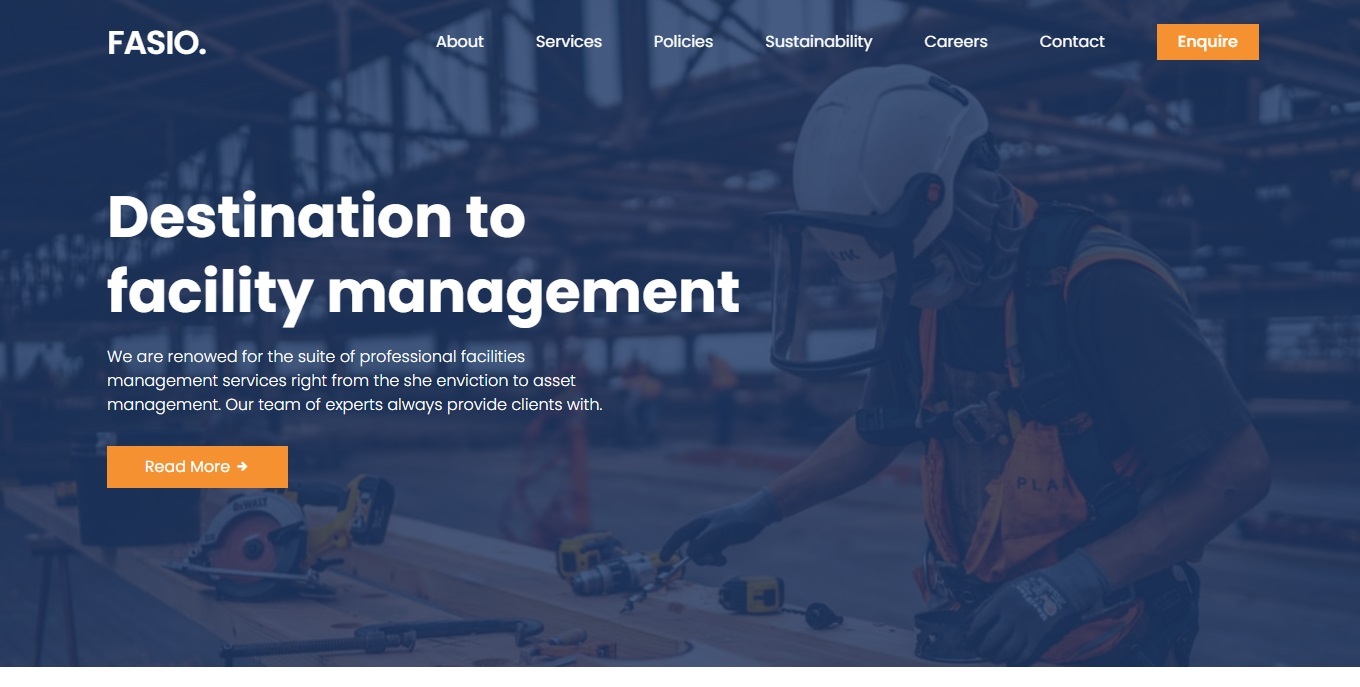 FASIO.
About Services Policies Sustainability Careers Contact Enquire
Destination to
facility management
We are renowed for the suite of professional facilities
management services right from the she enviction to asset
management. Our team of experts always provide clients with.
Read More →
DEWALT